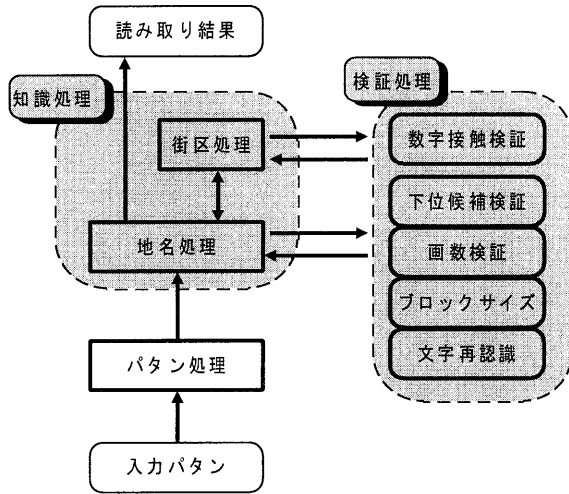 読み取り結果
知識処理
検証処理
街区処理
数字接触検証
下位候補検証
地名処理
画数検証
ブロックサイズ
パタン処理
文字再認識
入力パタン